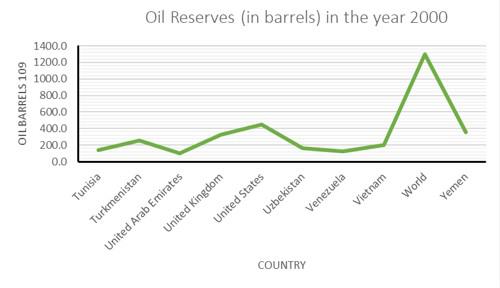 Oil Reserves (in barrels) in the year 2000
1400.0
1200.0
1000.0
800.0
600.0
400.0
200.0
0.0
OIL BARRELS 109
Tunisia
Turkmenistan
United Arab Emirates
United Kingdom
United States
Uzbekistan
Venezuela
Vietnam
World
Yemen
COUNTRY